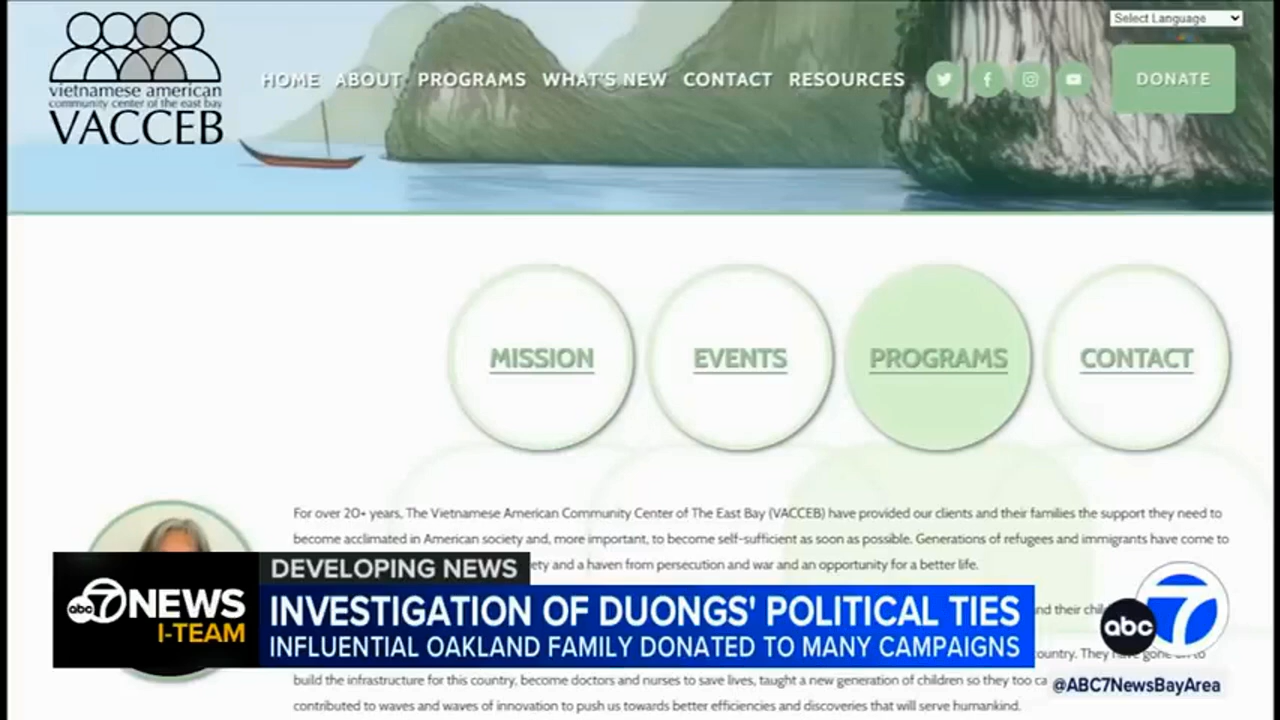 Select Language
vietnamese american
community center of the east bay
VACCEB
HOME ABOUT PROGRAMS WHAT'S NEW CONTACT RESOURCES
DONATE
MISSION EVENTS PROGRAMS CONTACT
For over 20+ years, The Vietnamese American Community Center of The East Bay (VACCEB) have provided our clients and their families the support they need to
become acclimated in American society and, more important, to become self-sufficient as soon as possible. Generations of refugees and immigrants have come to
ety and a haven from persecution and war and an opportunity for a better life.
nd their chil
country. They have gone on to
build the infrastructure for this country, become doctors and nurses to save lives, taught a new generation of children so they too ca
contributed to waves and waves of innovation to push us towards better efficiencies and discoveries that will serve humankind.
DEVELOPING NEWS
abc 7 NEWS
I-TEAM
INVESTIGATION OF DUONGS' POLITICAL TIES
INFLUENTIAL OAKLAND FAMILY DONATED TO MANY CAMPAIGNS
abc 7
@ABC7NewsBayArea